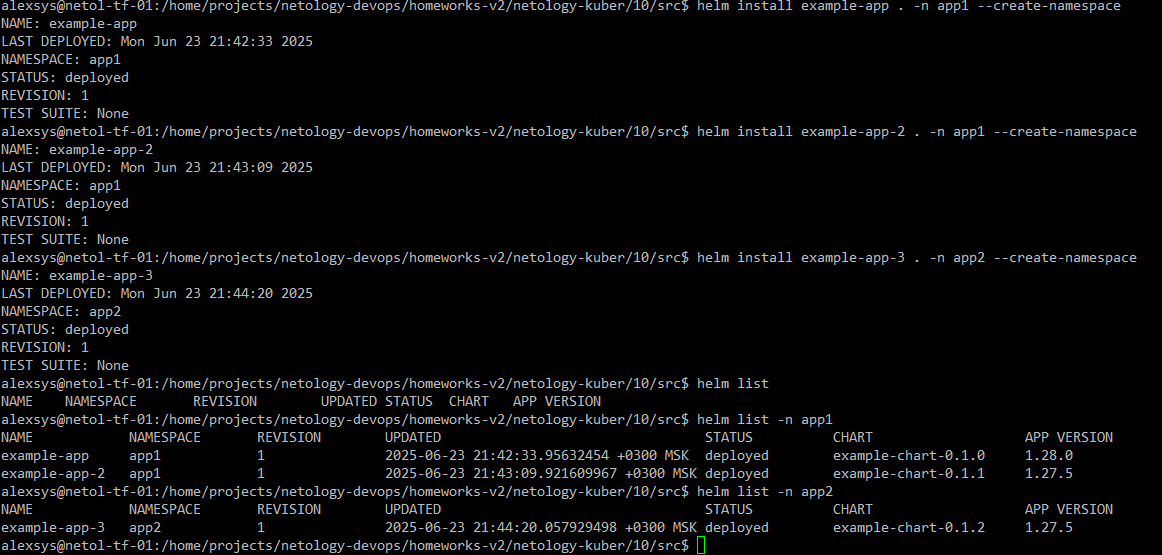 alexsys@netol-tf-01:/home/projects/netology-devops/homeworks-v2/netology-kuber/10/src$ helm install example-app . -n app1 --create-namespace
NAME: example-app
LAST DEPLOYED: Mon Jun 23 21:42:33 2025
NAMESPACE: app1
STATUS: deployed
REVISION: 1
TEST SUITE: None
alexsys@netol-tf-01:/home/projects/netology-devops/homeworks-v2/netology-kuber/10/src$ helm install example-app-2 . -n app1 --create-namespace
NAME: example-app-2
LAST DEPLOYED: Mon Jun 23 21:43:09 2025
NAMESPACE: app1
STATUS: deployed
REVISION: 1
TEST SUITE: None
alexsys@netol-tf-01:/home/projects/netology-devops/homeworks-v2/netology-kuber/10/src$ helm install example-app-3 . -n app2 --create-namespace
NAME: example-app-3
LAST DEPLOYED: Mon Jun 23 21:44:20 2025
NAMESPACE: app2
STATUS: deployed
REVISION: 1
TEST SUITE: None
alexsys@netol-tf-01:/home/projects/netology-devops/homeworks-v2/netology-kuber/10/src$ helm list
NAME    NAMESPACE       REVISION        UPDATED STATUS  CHART   APP VERSION
alexsys@netol-tf-01:/home/projects/netology-devops/homeworks-v2/netology-kuber/10/src$ helm list -n app1
NAME            NAMESPACE       REVISION        UPDATED                                 STATUS          CHART                   APP VERSION
example-app     app1            1               2025-06-23 21:42:33.95632454 +0300 MSK  deployed        example-chart-0.1.0     1.28.0
example-app-2   app1            1               2025-06-23 21:43:09.921609967 +0300 MSK deployed        example-chart-0.1.1     1.27.5
alexsys@netol-tf-01:/home/projects/netology-devops/homeworks-v2/netology-kuber/10/src$ helm list -n app2
NAME            NAMESPACE       REVISION        UPDATED                                 STATUS          CHART                   APP VERSION
example-app-3   app2            1               2025-06-23 21:44:20.057929498 +0300 MSK deployed        example-chart-0.1.2     1.27.5
alexsys@netol-tf-01:/home/projects/netology-devops/homeworks-v2/netology-kuber/10/src$